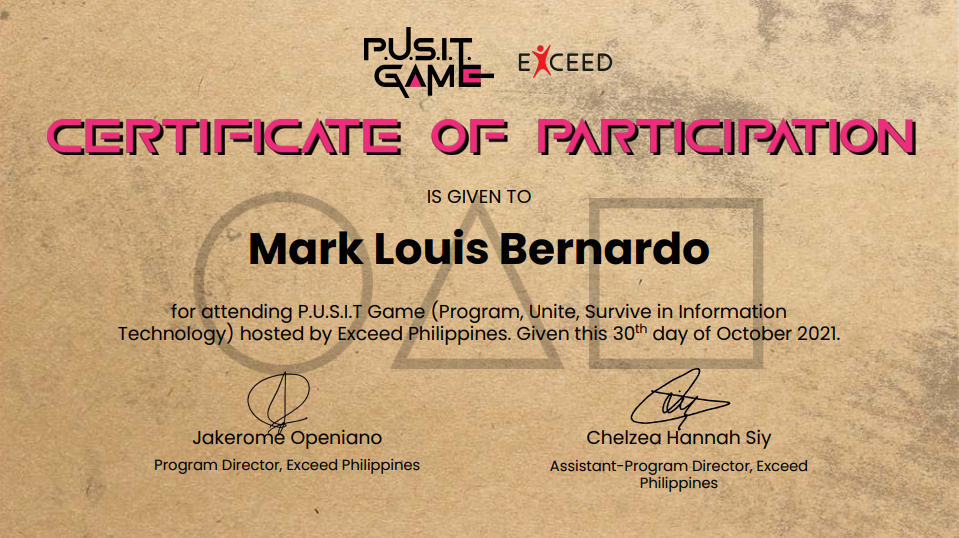 P.U.S.I.T.
GAME
EXCEED
CERTIFICATE OF PARTICIPATION
IS GIVEN TO
Mark Louis Bernardo
for attending P.U.S.I.T Game (Program, Unite, Survive in Information
Technology) hosted by Exceed Philippines. Given this 30th day of October 2021.
Jakerome Openiano
Program Director, Exceed Philippines
Chelzea Hannah Siy
Assistant-Program Director, Exceed
Philippines